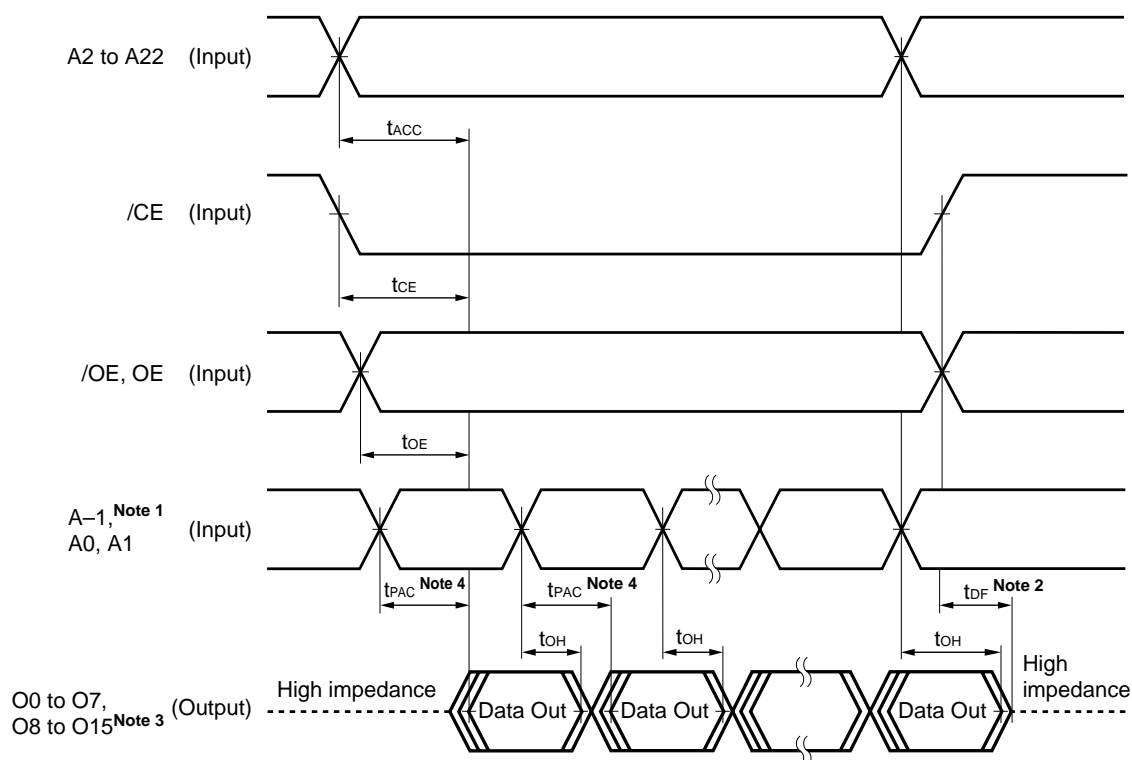 A2 to A22 (Input)
tACC
/CE (Input)
tCE
/OE, OE (Input)
tOE
A–1, Note 1
A0, A1
(Input)
tPAC Note 4
tPAC Note 4
tDF Note 2
tOH
tOH
tOH
O0 to O7,
O8 to O15 Note 3
(Output)
High impedance
Data Out
Data Out
Data Out
High
impedance